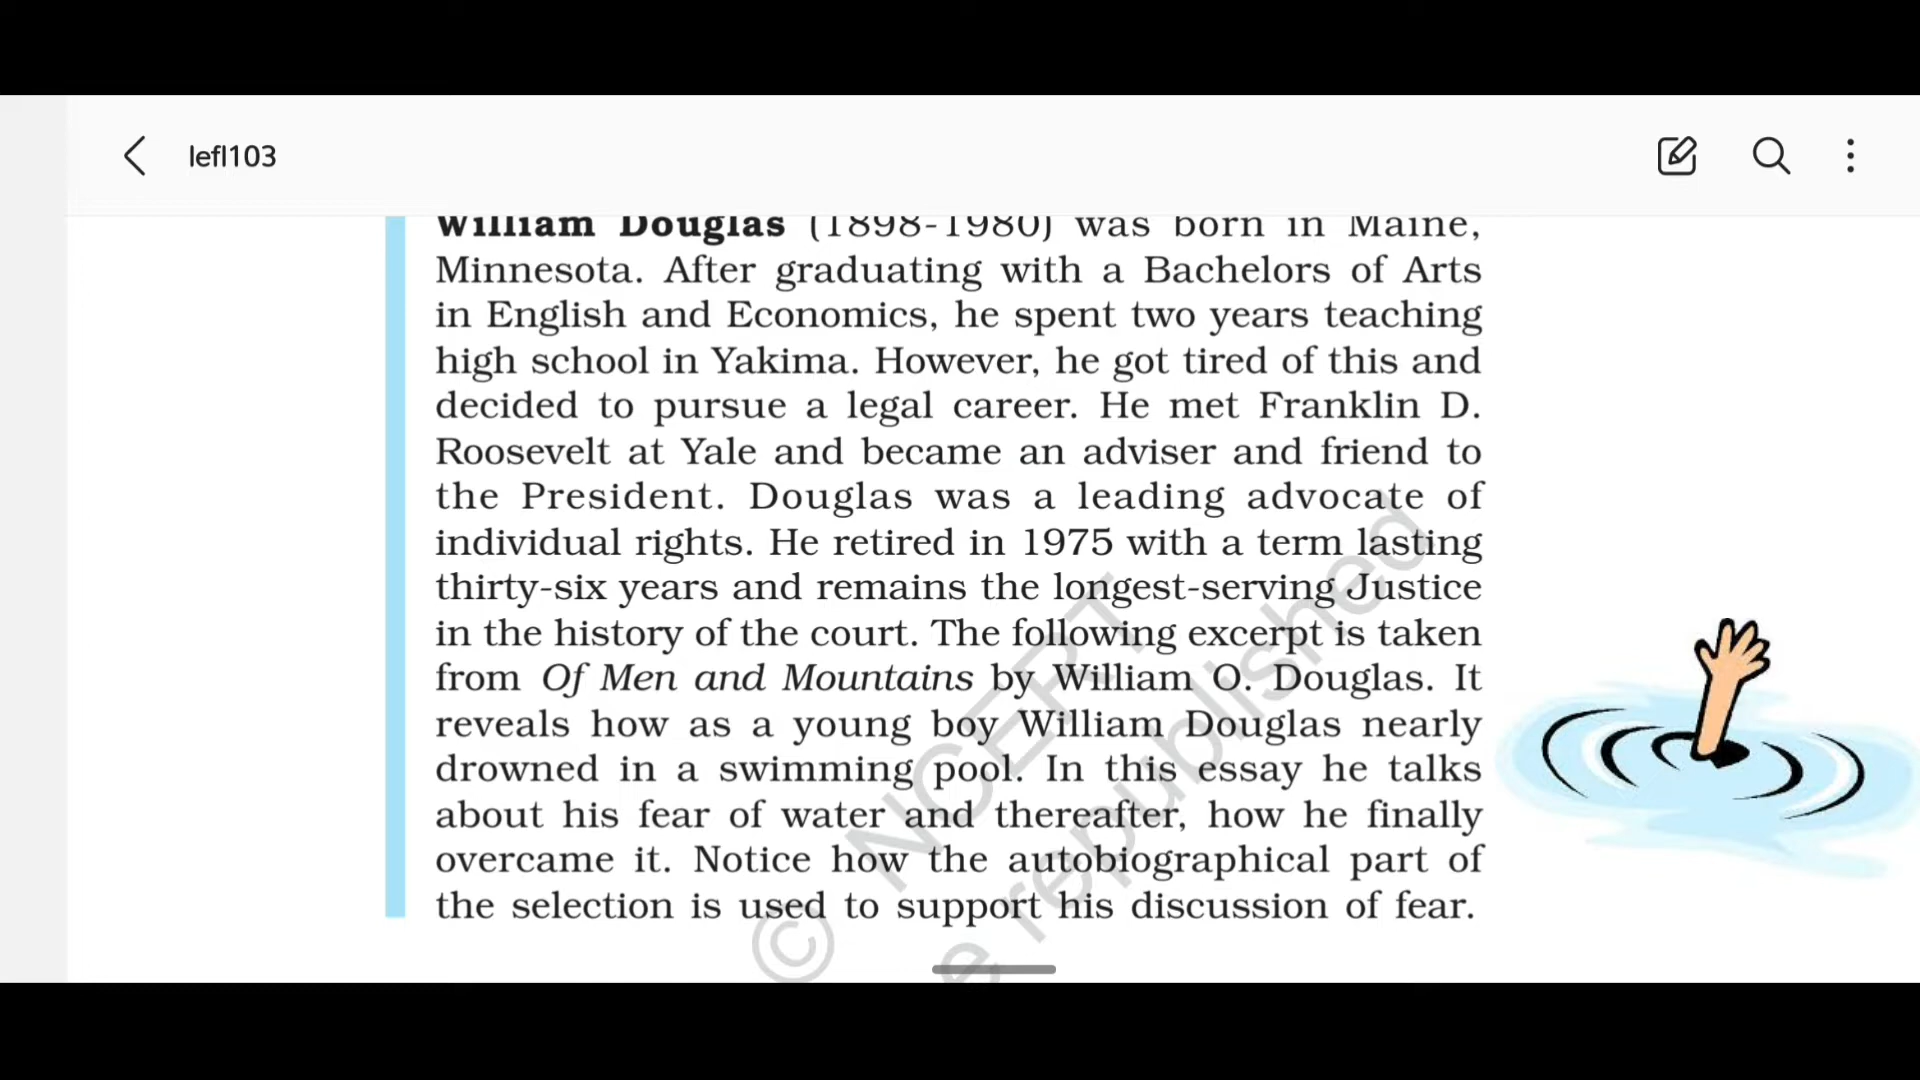 lefl103
William Douglas (1898-1980) was born in Maine,
Minnesota. After graduating with a Bachelors of Arts
in English and Economics, he spent two years teaching
high school in Yakima. However, he got tired of this and
decided to pursue a legal career. He met Franklin D.
Roosevelt at Yale and became an adviser and friend to
the President. Douglas was a leading advocate of
individual rights. He retired in 1975 with a term lasting
thirty-six years and remains the longest-serving Justice
in the history of the court. The following excerpt is taken
from Of Men and Mountains by William O. Douglas. It
reveals how as a young boy William Douglas nearly
drowned in a swimming pool. In this essay he talks
about his fear of water and thereafter, how he finally
overcame it. Notice how the autobiographical part of
the selection is used to support his discussion of fear.
© NCERT
e republished